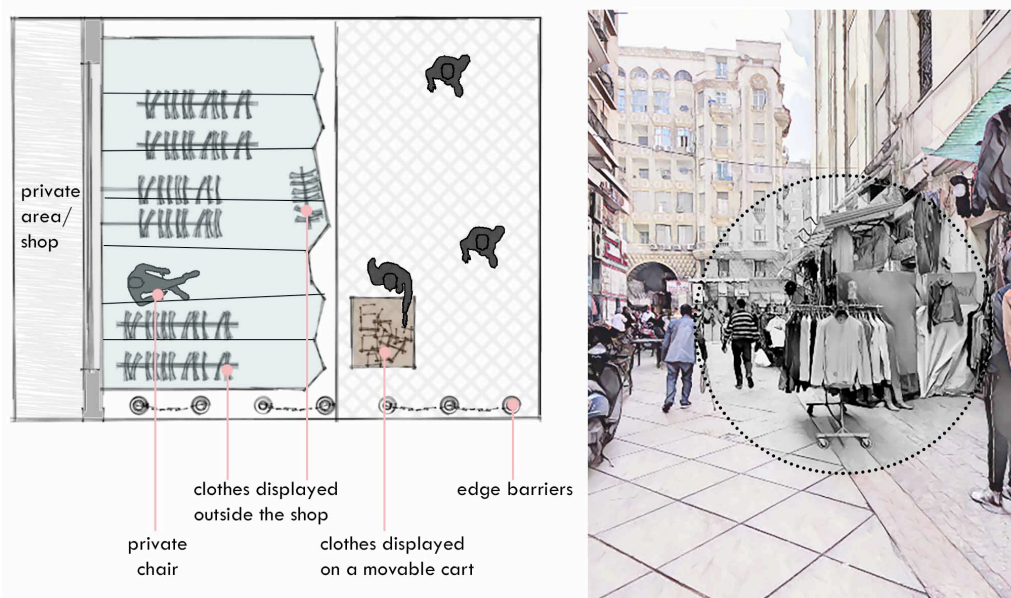 private
area/
shop
clothes displayed
outside the shop
edge barriers
private
chair
clothes displayed
on a movable cart